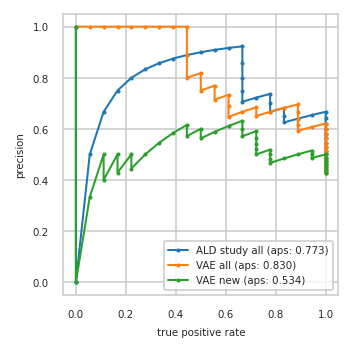 1.0
0.8
0.6
0.4
0.2
0.0
precision
0.0 0.2 0.4 0.6 0.8 1.0
true positive rate
ALD study all (aps: 0.773)
VAE all (aps: 0.830)
VAE new (aps: 0.534)